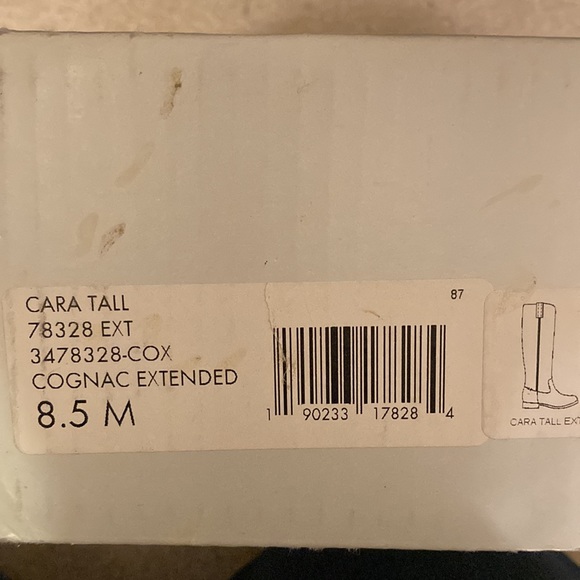 CARA TALL
78328 EXT
3478328-COX
COGNAC EXTENDED
8.5 M
87
1 90233 17828 4
CARA TALL EXT